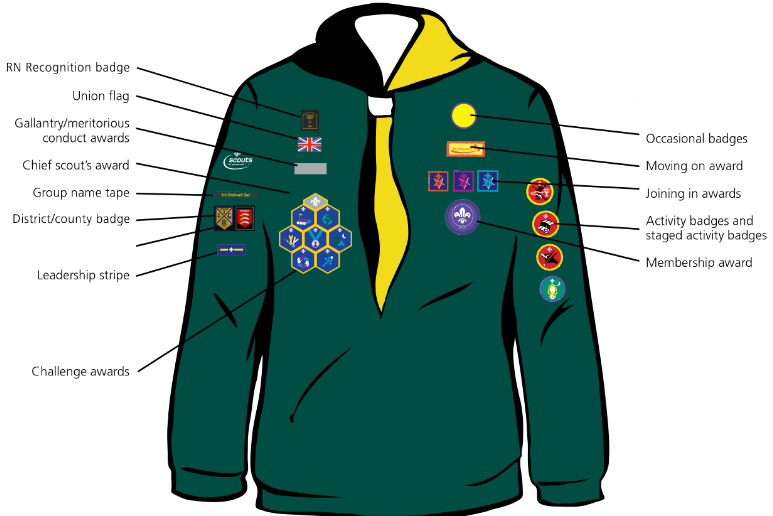 RN Recognition badge
Union flag
Gallantry/meritorious
conduct awards
Chief scout's award
Group name tape
District/county badge
Leadership stripe
Challenge awards
Occasional badges
Moving on award
Joining in awards
Activity badges and
staged activity badges
Membership award
scouts